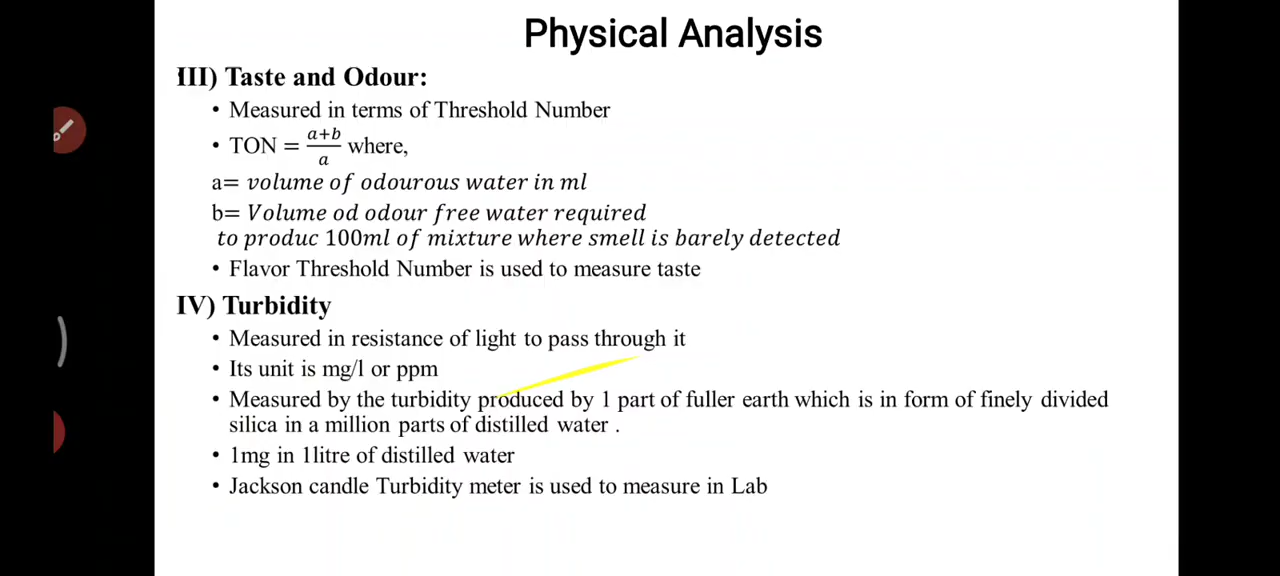 Physical Analysis
III) Taste and Odour:
• Measured in terms of Threshold Number
• TON = a+b/a where,
a= volume of odourous water in ml
b= Volume od odour free water required
to produc 100ml of mixture where smell is barely detected
• Flavor Threshold Number is used to measure taste
IV) Turbidity
• Measured in resistance of light to pass through it
• Its unit is mg/l or ppm
• Measured by the turbidity produced by 1 part of fuller earth which is in form of finely divided
silica in a million parts of distilled water .
• 1mg in 1litre of distilled water
• Jackson candle Turbidity meter is used to measure in Lab